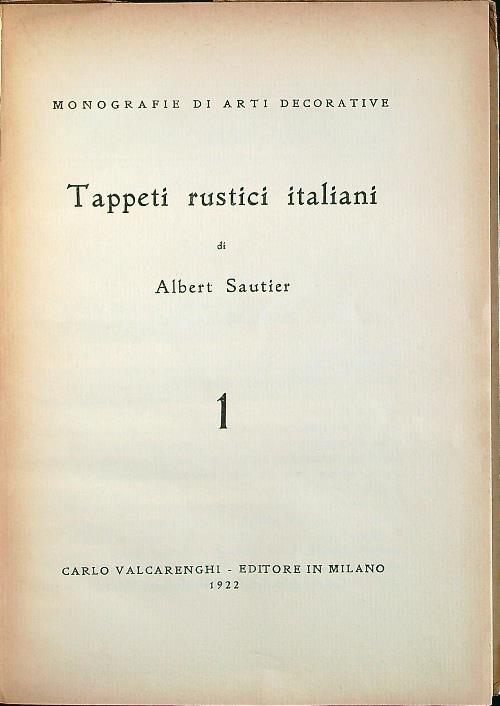 MONOGRAFIE DI ARTI DECORATIVE
Tappeti rustici italiani
di
Albert Sautier
1
CARLO VALCARENGHI - EDITORE IN MILANO
1922